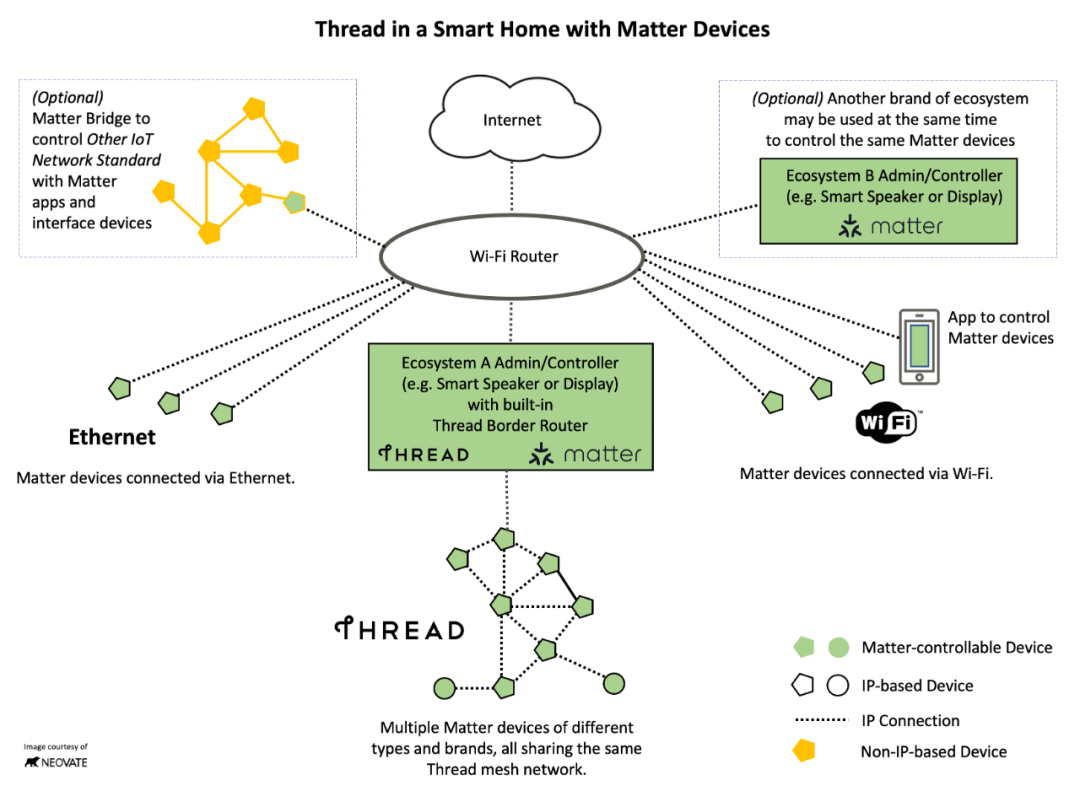 Thread in a Smart Home with Matter Devices
(Optional)
Matter Bridge to
control Other IoT
Network Standard
with Matter
apps and
interface devices
Internet
(Optional) Another brand of ecosystem
may be used at the same time
to control the same Matter devices
Ecosystem B Admin/Controller
(e.g. Smart Speaker or Display)
matter
Wi-Fi Router
App to control
Matter devices
Ecosystem A Admin/Controller
(e.g. Smart Speaker or Display)
with built-in
Thread Border Router
THREAD
matter
Ethernet
Matter devices connected via Ethernet.
Wi Fi™
Matter devices connected via Wi-Fi.
THREAD
Multiple Matter devices of different
types and brands, all sharing the same
Thread mesh network.
Matter-controllable Device
IP-based Device
IP Connection
Non-IP-based Device
Image courtesy of
NEOVATE